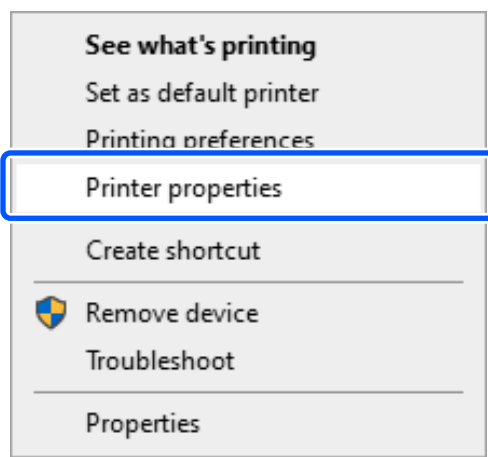 See what's printing
Set as default printer
Printing preferences
Printer properties
Create shortcut
Remove device
Troubleshoot
Properties